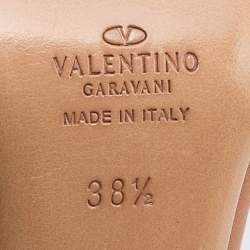 VALENTINO
GARAVANI
MADE IN ITALY
38½